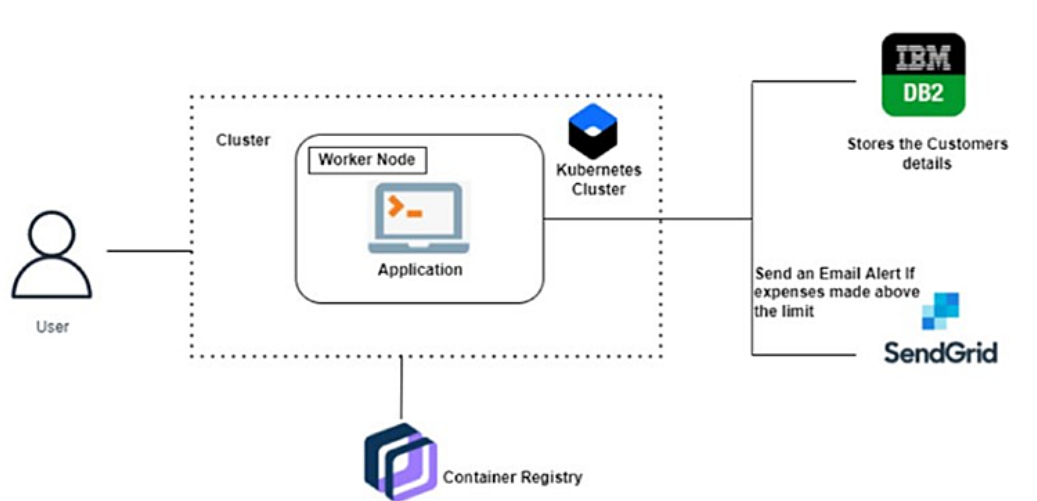 IBM
DB2
Stores the Customers
details
Cluster
Worker Node
Application
Kubernetes
Cluster
User
Send an Email Alert If
expenses made above
the limit
SendGrid
Container Registry